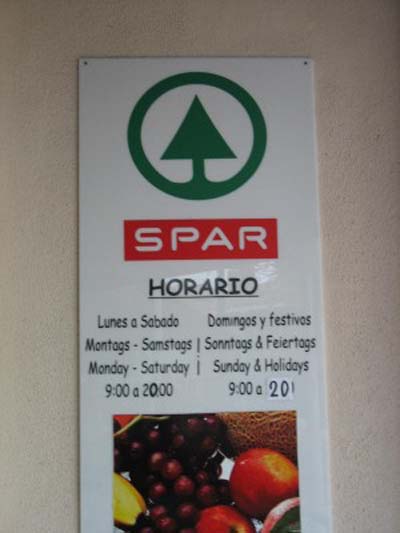 SPAR
HORARIO
Lunes a Sabado Domingos y festivos
Montags - Samstags | Sonntags & Feiertags
Monday - Saturday | Sunday & Holidays
9:00 a 20:00 9:00 a 20!